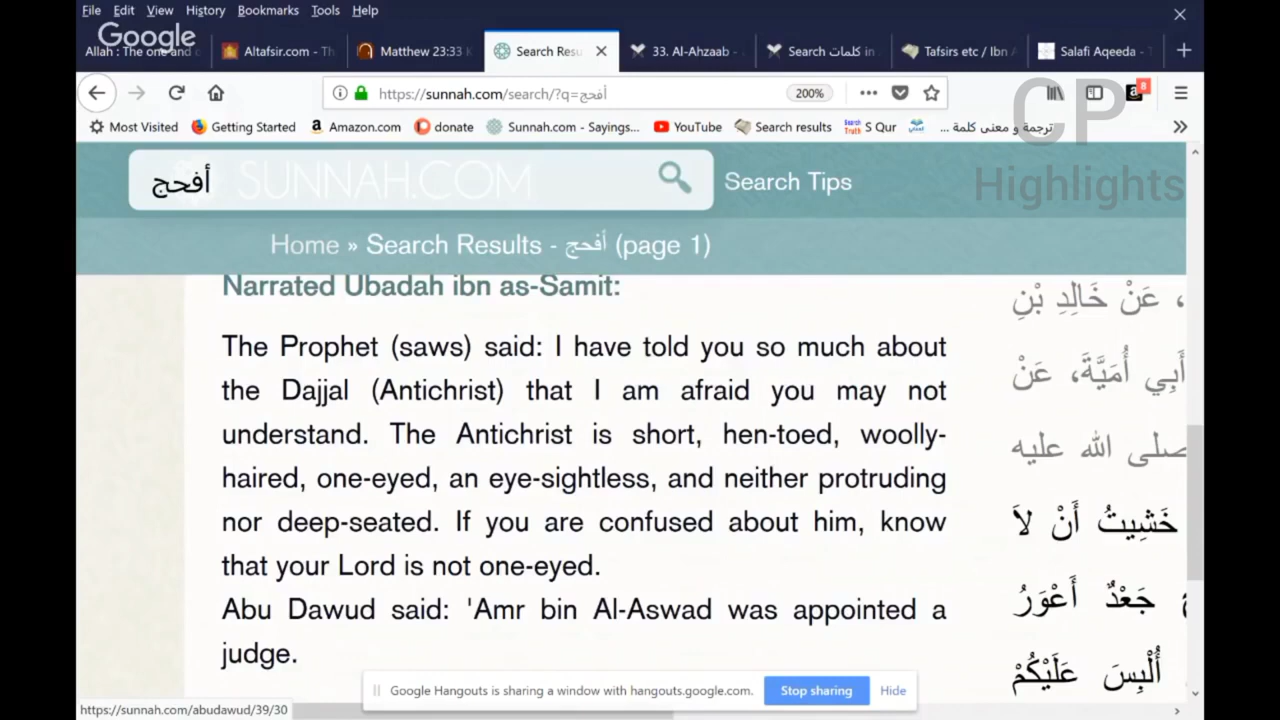 File Edit View History Bookmarks Tools Help
Google
Allah : The one and o
Altafsir.com - Th
Matthew 23:33 K
Search Resu
33. Al-Ahzaab -
Search كلمات in
Tafsirs etc / Ibn A
Salafi Aqeeda - T
https://sunnah.com/search/?q=أفحج
200%
8
CP
Highlights
Most Visited Getting Started Amazon.com donate Sunnah.com - Sayings... YouTube Search results S Qur ترجمة و معنى كلمة ...
أفحج SUNNAH.COM Search Tips
Home » Search Results - أفحج (page 1)
Narrated Ubadah ibn as-Samit:
The Prophet (saws) said: I have told you so much about
the Dajjal (Antichrist) that I am afraid you may not
understand. The Antichrist is short, hen-toed, woolly-
haired, one-eyed, an eye-sightless, and neither protruding
nor deep-seated. If you are confused about him, know
that your Lord is not one-eyed.
Abu Dawud said: 'Amr bin Al-Aswad was appointed a
judge.
، عَنْ خَالِدِ بْنِ
أَبِي أُمَيَّةَ، عَنْ
صلى الله عليه
خَشِيتُ أَنْ لاَ
جَعْدٌ أَعْوَرُ
أُلْبِسَ عَلَيْكُمْ
Google Hangouts is sharing a window with hangouts.google.com. Stop sharing Hide
https://sunnah.com/abudawud/39/30